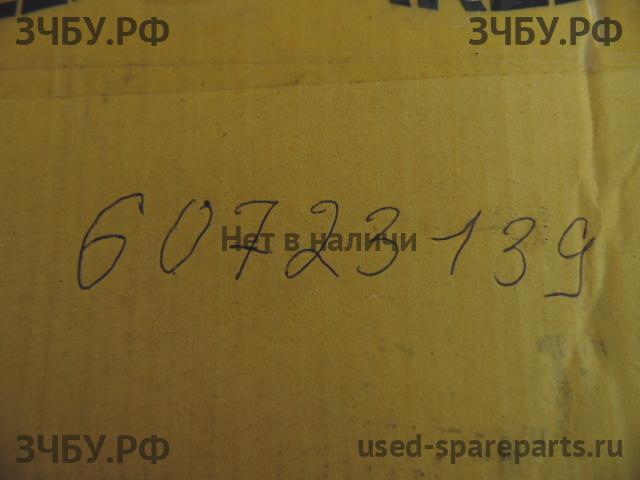 ЗЧБУ.РФ ЗЧБУ.РФ
60723139
Нет в наличи
ЗЧБУ.РФ used-spareparts.ru